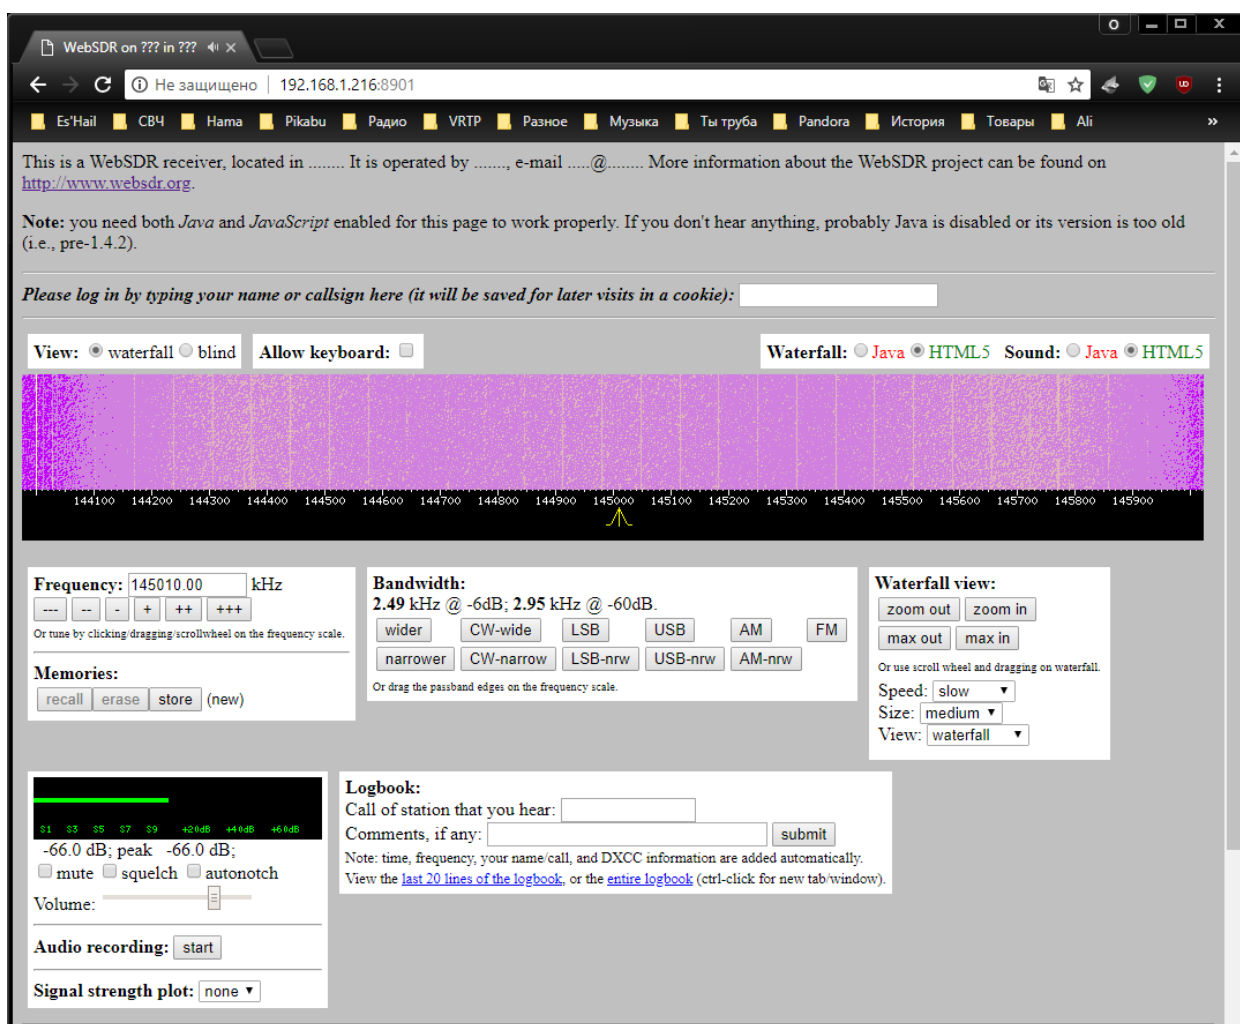 WebSDR on ??? in ???
Не защищено | 192.168.1.216:8901
Es'Hail СВЧ Hama Pikabu Радио VRTP Разное Музыка Ты труба Pandora История Товары Ali »
This is a WebSDR receiver, located in ........ It is operated by ......., e-mail .....@........ More information about the WebSDR project can be found on
http://www.websdr.org.
Note: you need both Java and JavaScript enabled for this page to work properly. If you don't hear anything, probably Java is disabled or its version is too old
(i.e., pre-1.4.2).
Please log in by typing your name or callsign here (it will be saved for later visits in a cookie):
View: waterfall blind Allow keyboard: Waterfall: Java HTML5 Sound: Java HTML5
144100 144200 144300 144400 144500 144600 144700 144800 144900 145000 145100 145200 145300 145400 145500 145600 145700 145800 145900
Frequency: 145010.00 kHz
--- -- - + ++ +++
Or tune by clicking/dragging/scrollwheel on the frequency scale.
Memories:
recall erase store (new)
Bandwidth:
2.49 kHz @ -6dB; 2.95 kHz @ -60dB.
wider CW-wide LSB USB AM FM
narrower CW-narrow LSB-nrw USB-nrw AM-nrw
Or drag the passband edges on the frequency scale.
Waterfall view:
zoom out zoom in
max out max in
Or use scroll wheel and dragging on waterfall.
Speed: slow
Size: medium
View: waterfall
S1 S3 S5 S7 S9 +20dB +40dB +60dB
-66.0 dB; peak -66.0 dB;
mute squelch autonotch
Volume:
Audio recording: start
Signal strength plot: none
Logbook:
Call of station that you hear:
Comments, if any: submit
Note: time, frequency, your name/call, and DXCC information are added automatically.
View the last 20 lines of the logbook, or the entire logbook (ctrl-click for new tab/window).